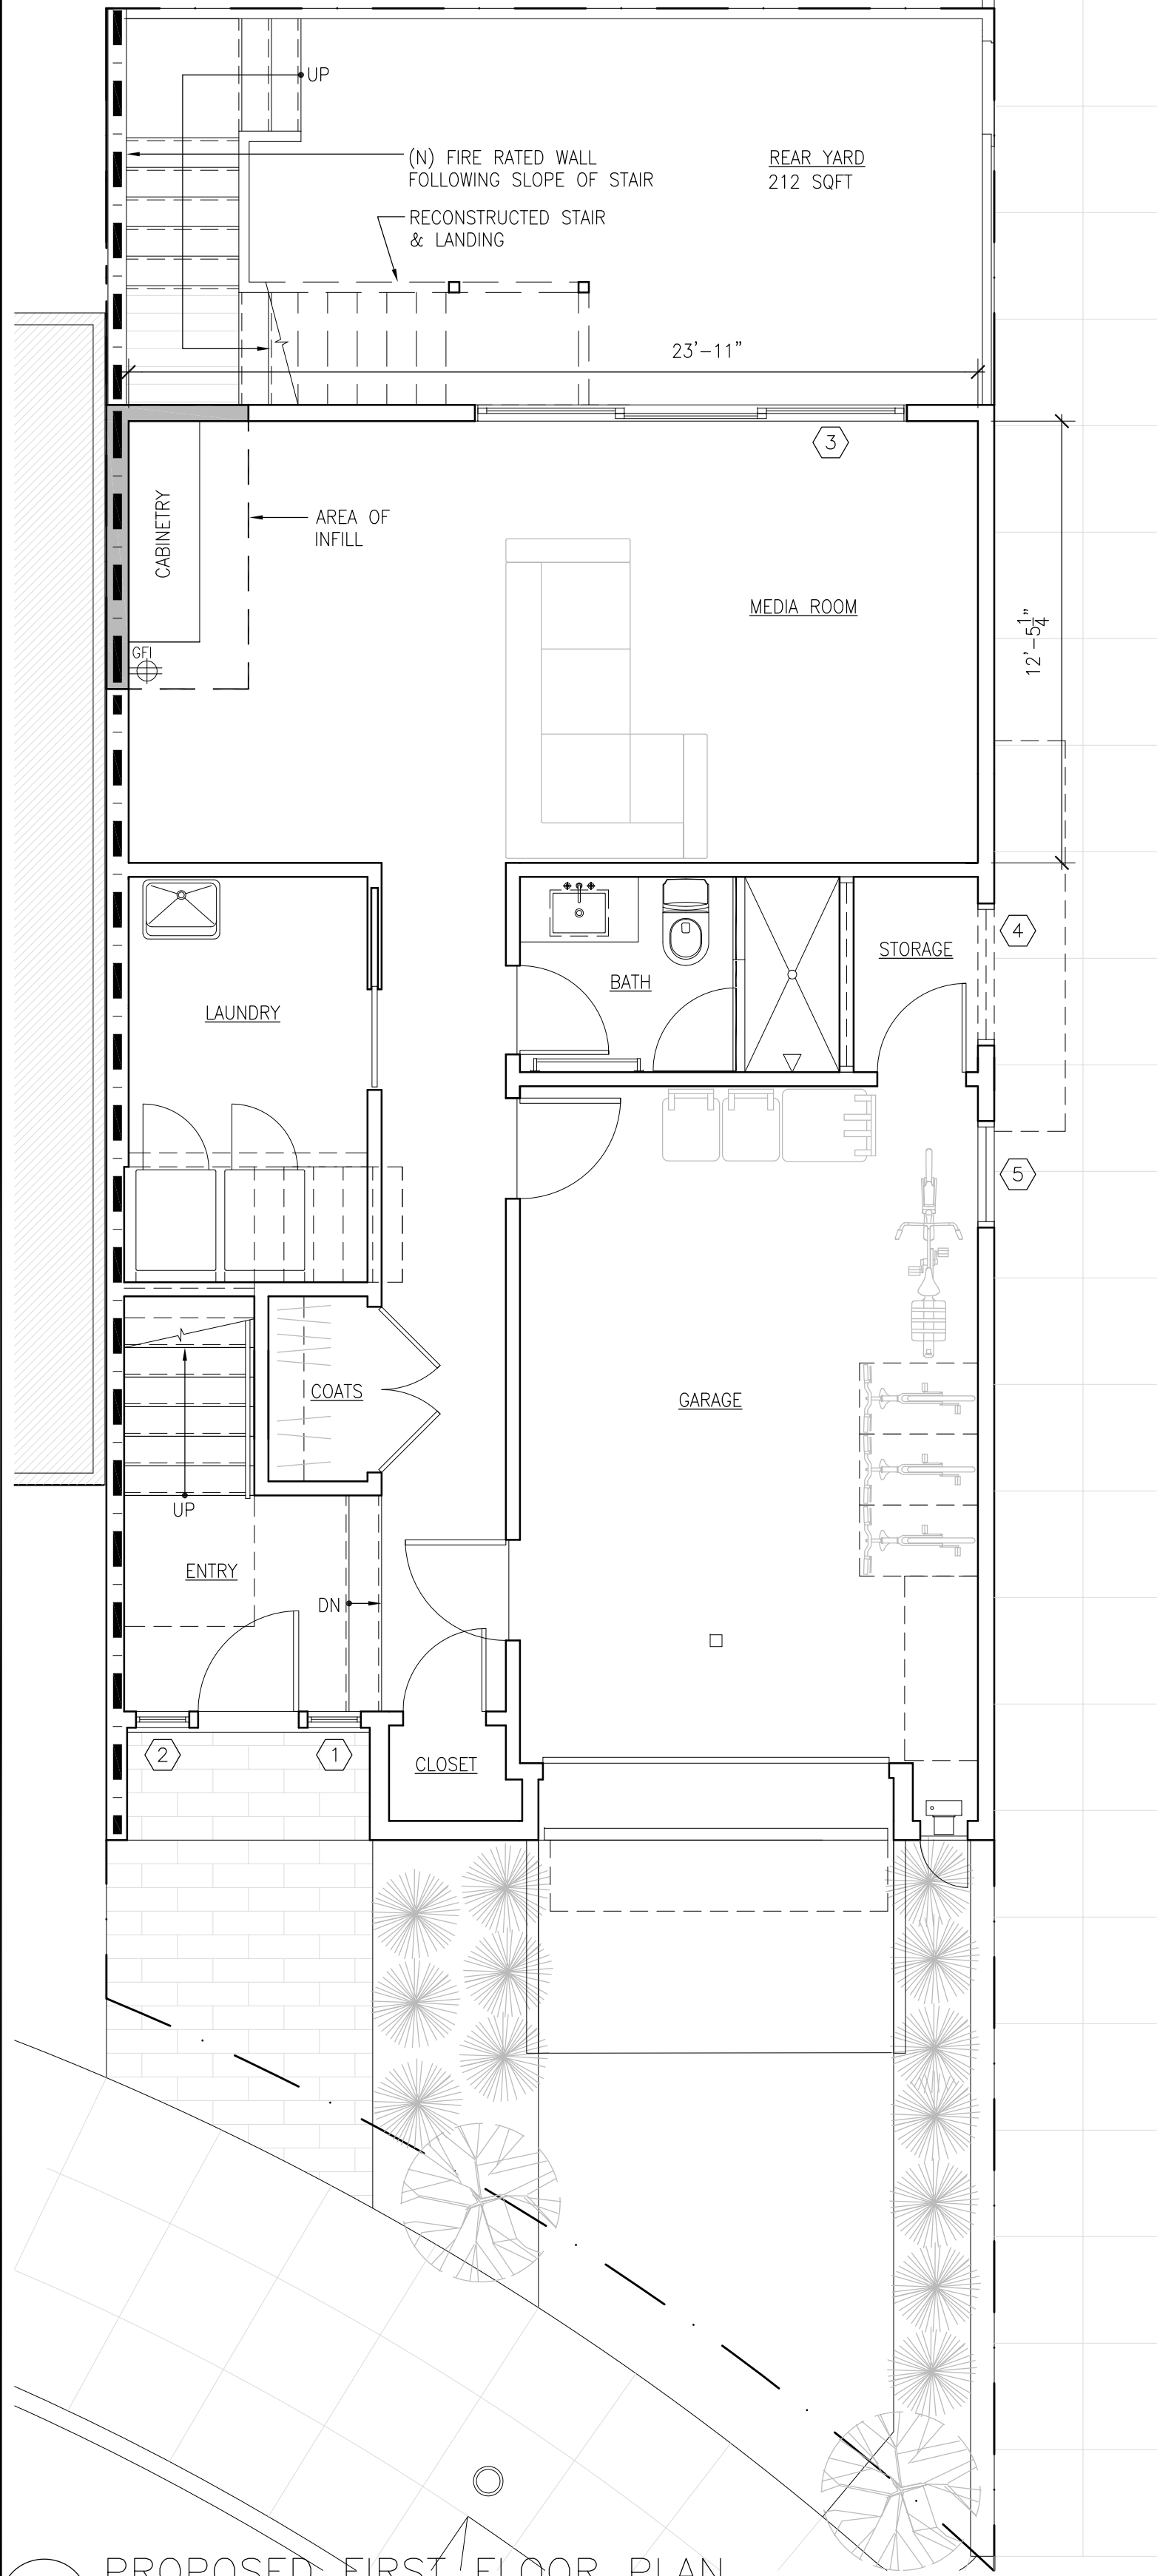 UP
(N) FIRE RATED WALL
FOLLOWING SLOPE OF STAIR
REAR YARD
212 SQFT
RECONSTRUCTED STAIR
& LANDING
23'-11"
3
CABINETRY
AREA OF
INFILL
MEDIA ROOM
12'-5 1/4"
GFI
4
STORAGE
BATH
LAUNDRY
5
COATS
GARAGE
UP
ENTRY
DN
2
1
CLOSET
PROPOSED FIRST FLOOR PLAN